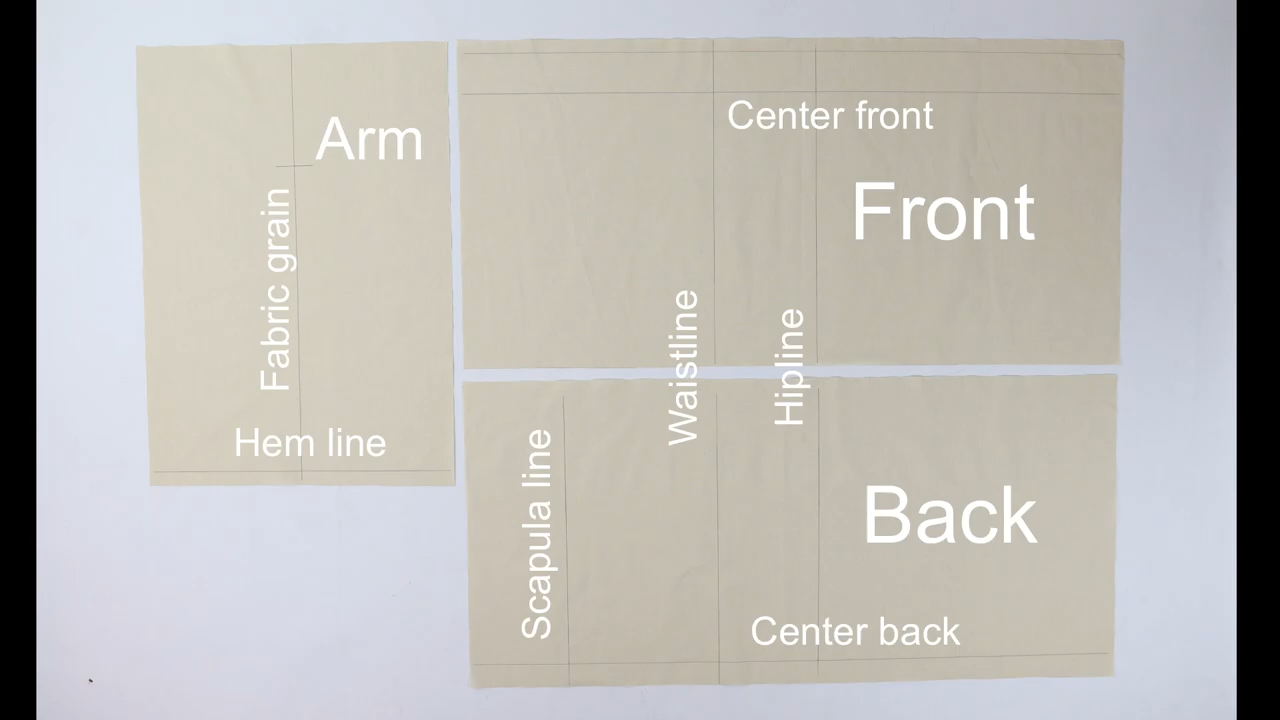 Arm
Fabric grain
Hem line
Center front
Front
Waistline
Hipline
Scapula line
Back
Center back